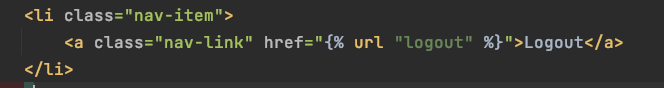 <li class="nav-item">
    <a class="nav-link" href="{% url "logout" %}">Logout</a>
</li>